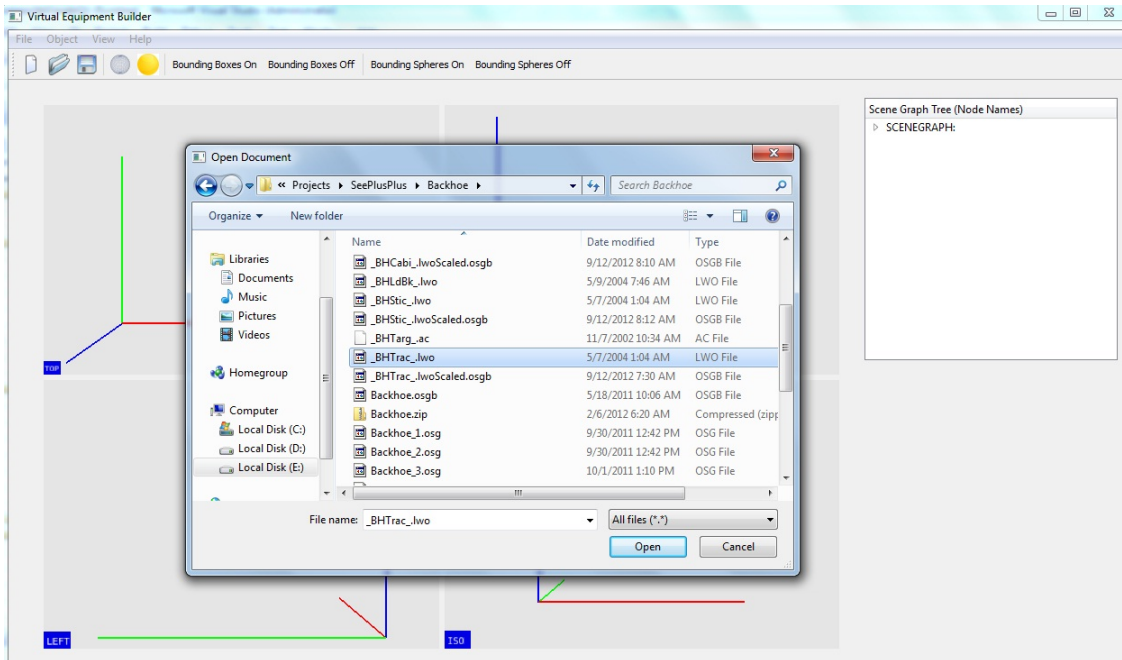 Virtual Equipment Builder
File Object View Help
Bounding Boxes On Bounding Boxes Off Bounding Spheres On Bounding Spheres Off
Scene Graph Tree (Node Names)
SCENEGRAPH:
Open Document
« Projects SeePlusPlus Backhoe
Search Backhoe
Organize New folder
Name Date modified Type
Libraries
Documents
Music
Pictures
Videos
Homegroup
Computer
Local Disk (C:)
Local Disk (D:)
Local Disk (E:)
_BHCabi_.lwoScaled.osgb 9/12/2012 8:10 AM OSGB File
_BHLdBk_.lwo 5/9/2004 7:46 AM LWO File
_BHStic_.lwo 5/7/2004 1:04 AM LWO File
_BHStic_.lwoScaled.osgb 9/12/2012 8:12 AM OSGB File
_BHTarg_.ac 11/7/2002 10:34 AM AC File
_BHTrac_.lwo 5/7/2004 1:04 AM LWO File
_BHTrac_.lwoScaled.osgb 9/12/2012 7:30 AM OSGB File
Backhoe.osgb 5/18/2011 10:06 AM OSGB File
Backhoe.zip 2/6/2012 6:20 AM Compressed (zipp
Backhoe_1.osg 9/30/2011 12:42 PM OSG File
Backhoe_2.osg 9/30/2011 12:42 PM OSG File
Backhoe_3.osg 10/1/2011 1:10 PM OSG File
File name: _BHTrac_.lwo All files (*.*)
Open Cancel
TOP
LEFT
ISO